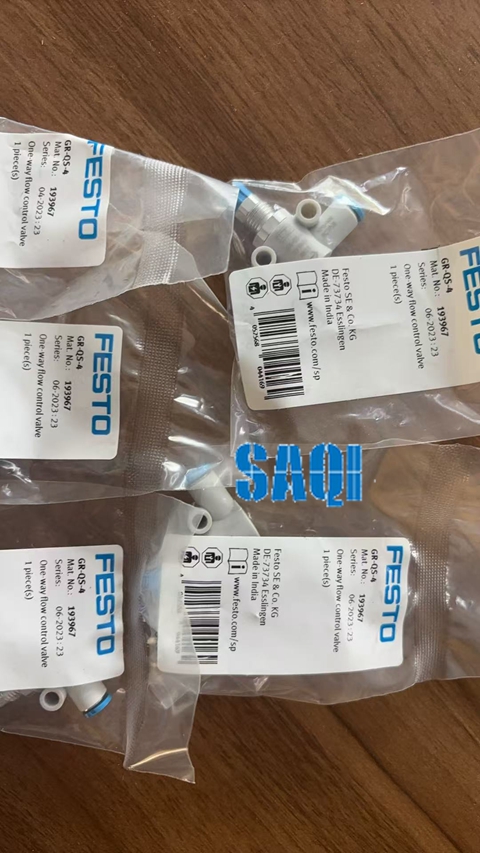 FESTO
GR-QS-4
Mat. No.: 193967
Series: 04-2023:23
One way flow control valve
1 piece(s)
GR-QS-4
Mat. No.: 193967
Series: 06-2023:23
One way flow control valve
1 piece(s)
Festo SE & Co. KG
DE-73734 Esslingen
Made in India
www.festo.com/sp
4 052568 044169
FESTO
GR-QS-4
Mat. No.: 193967
Series: 06-2023:23
One way flow control valve
1 piece(s)
SAQI
FESTO
GR-QS-4
Mat. No.: 193967
Series: 06-2023:23
One way flow control valve
1 piece(s)
FESTO
GR-QS-4
Mat. No.: 193967
Series: 06-2023:23
One way flow control valve
1 piece(s)
Festo SE & Co. KG
DE-73734 Esslingen
Made in India
www.festo.com/sp